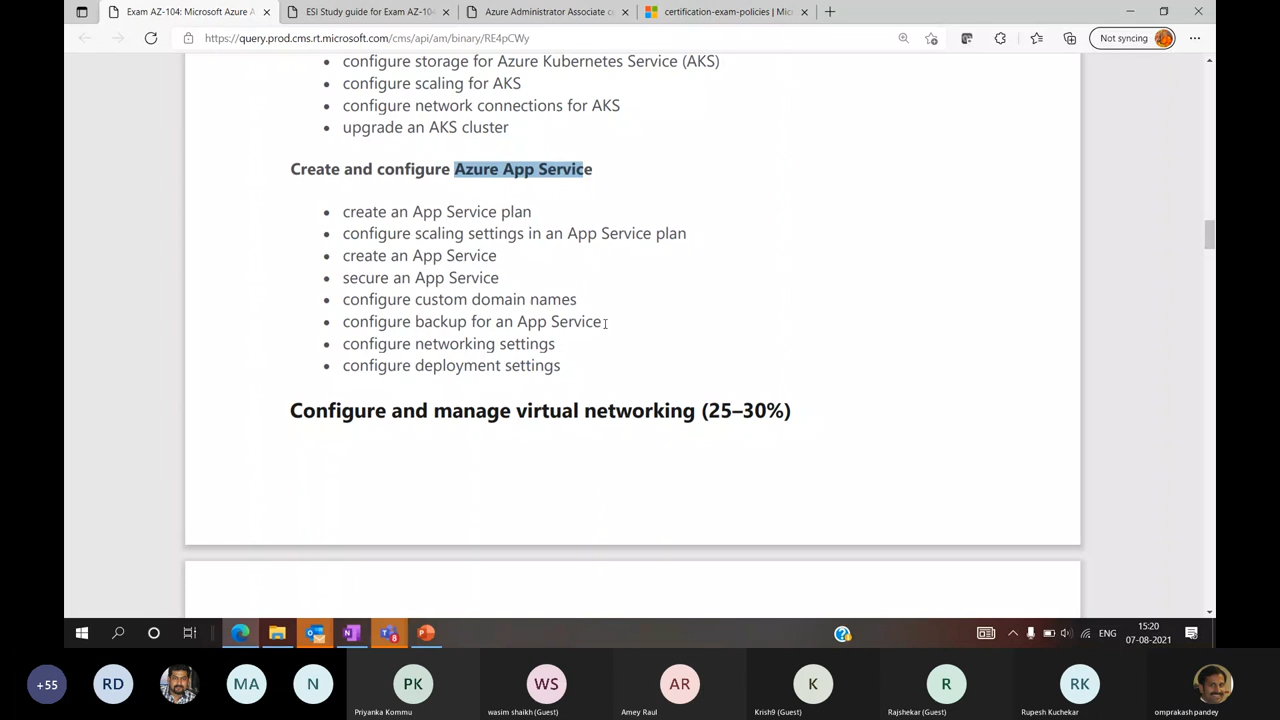 Exam AZ-104: Microsoft Azure A
ESI Study guide for Exam AZ-104
Azure Administrator Associate c
certification-exam-policies | Mic
https://query.prod.cms.rt.microsoft.com/cms/api/am/binary/RE4pCWy
Not syncing
configure storage for Azure Kubernetes Service (AKS)
• configure scaling for AKS
• configure network connections for AKS
• upgrade an AKS cluster
Create and configure Azure App Service
• create an App Service plan
• configure scaling settings in an App Service plan
• create an App Service
• secure an App Service
• configure custom domain names
• configure backup for an App Service
• configure networking settings
• configure deployment settings
Configure and manage virtual networking (25–30%)
8
ENG
15:20
07-08-2021
+55
RD
MA
N
PK
WS
AR
K
R
RK
Priyanka Kommu
wasim shaikh (Guest)
Amey Raul
Krish9 (Guest)
Rajshekar (Guest)
Rupesh Kuchekar
omprakash pandey